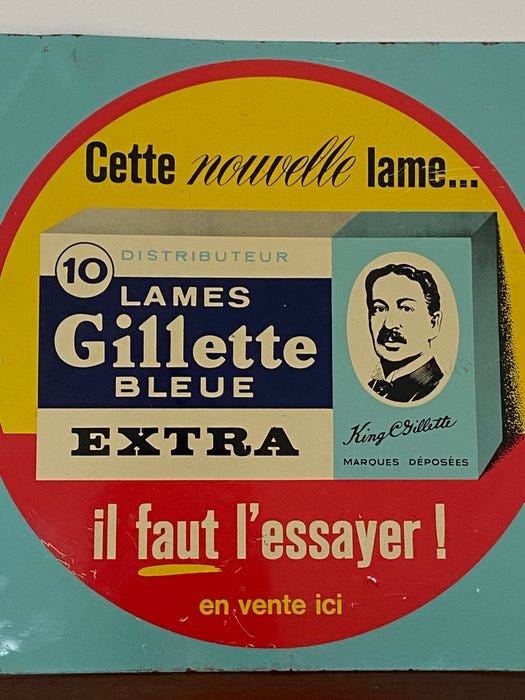 Cette nouvelle lame...
10 DISTRIBUTEUR
LAMES
Gillette
BLEUE
EXTRA
King C Gillette
MARQUES DÉPOSÉES
il faut l'essayer !
en vente ici